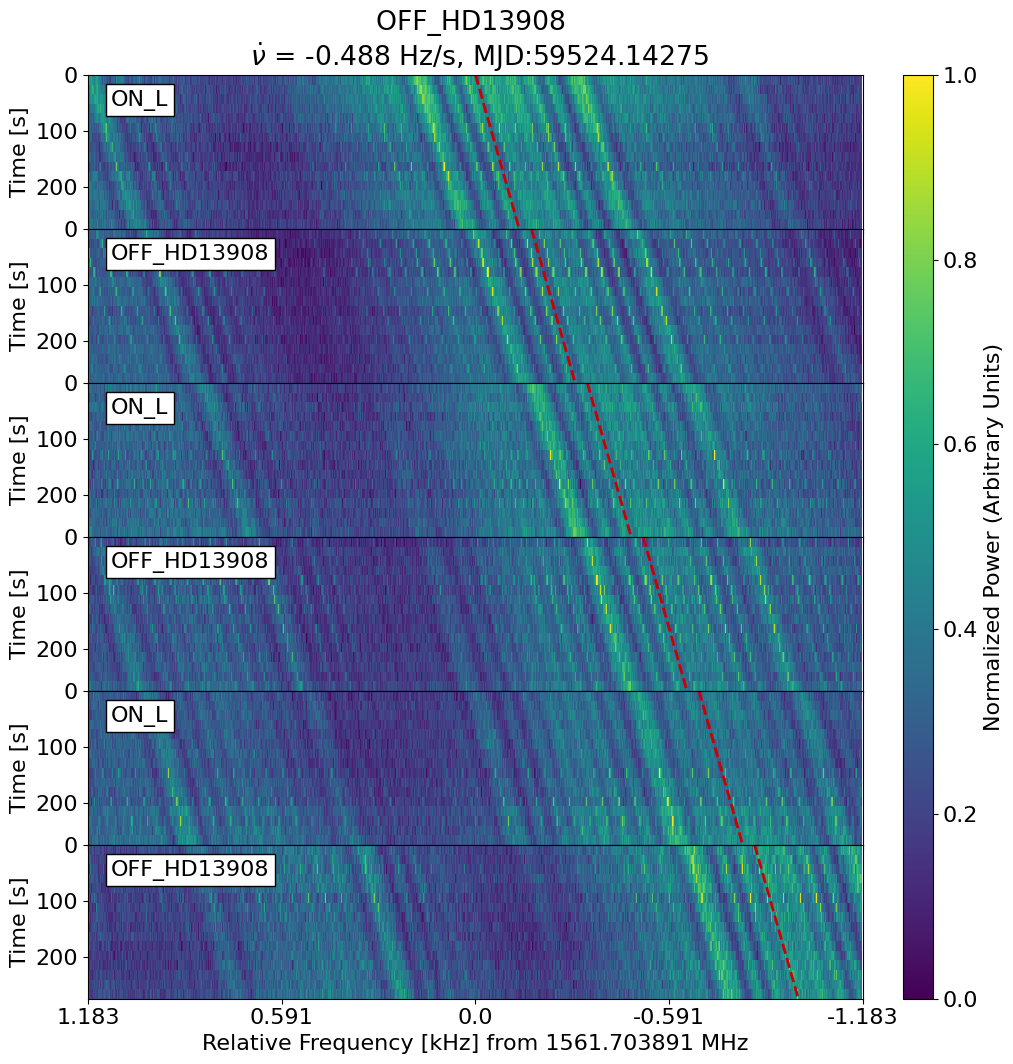 OFF_HD13908
ν̇ = -0.488 Hz/s, MJD:59524.14275
ON_L
OFF_HD13908
ON_L
OFF_HD13908
ON_L
OFF_HD13908
Time [s]
Time [s]
Time [s]
Time [s]
Time [s]
Time [s]
0
100
200
0
100
200
0
100
200
0
100
200
0
100
200
0
100
200
1.183
0.591
0.0
-0.591
-1.183
Relative Frequency [kHz] from 1561.703891 MHz
1.0
0.8
0.6
0.4
0.2
0.0
Normalized Power (Arbitrary Units)